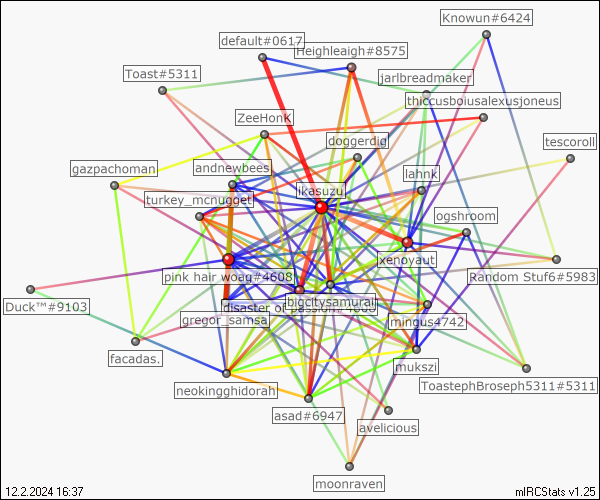 Knowun#6424
default#0617
Heighleaigh#8575
Toast#5311
jarlbreadmaker
thiccusboiusalexusjoneus
ZeeHonK
doggerdig
tescoroll
gazpachoman
andnewbees
lahnk
ikasuzu
turkey_mcnugget
ogshroom
xenoyaut
pink hair woag#4608
Random Stuf6#5983
bigcitysamurai
Duck™#9103
disaster of passion#
gregor_samsa
mingus4742
facadas.
mukszi
neokingghidorah
ToastephBroseph5311#5311
asad#6947
avelicious
moonraven
12.2.2024 16:37
mIRCStats v1.25